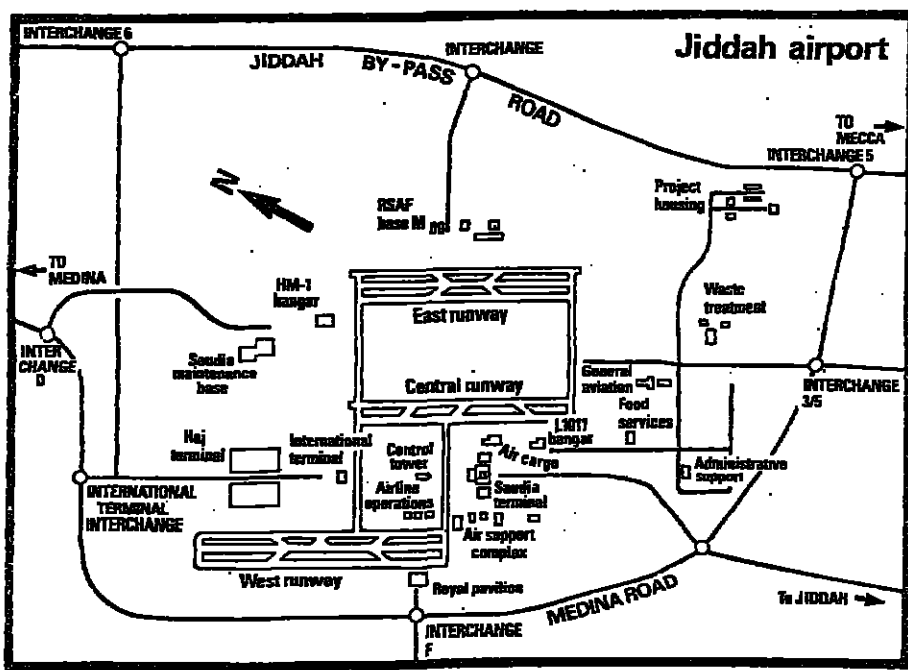 INTERCHANGE 6
INTERCHANGE
Jiddah airport
JIDDAH BY-PASS ROAD
TO
MECCA
INTERCHANGE 5
N
Project
housing
RSAF
base M
TO
MEDINA
HM-1
hangar
Waste
treatment
East runway
INTER
CHANGE
D
Saudia
maintenance
base
Central runway
General
aviation
Food
services
INTERCHANGE
3/5
L1011
hangar
Haj
terminal
International
terminal
Control
tower
Air cargo
Airline
operations
Saudia
terminal
Administrative
support
INTERNATIONAL
TERMINAL
INTERCHANGE
Air support
complex
West runway
Royal pavilion
MEDINA ROAD
To JIDDAH
INTERCHANGE
F